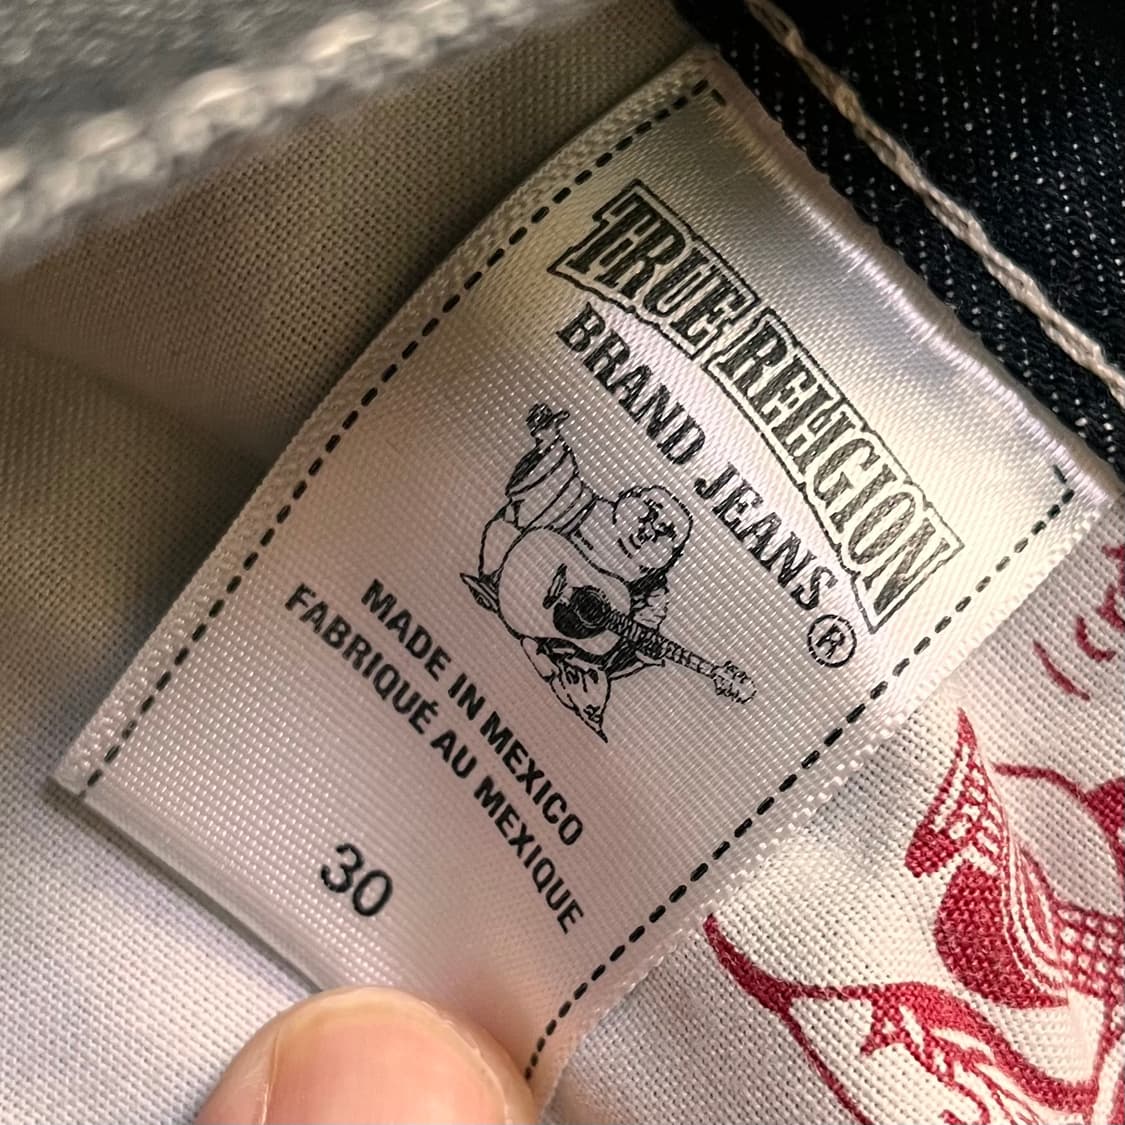 TRUE RELIGION
BRAND JEANS®
MADE IN MEXICO
FABRIQUÉ AU MEXIQUE
30